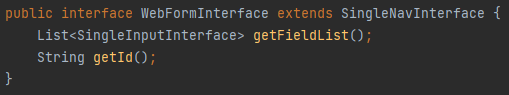 public interface WebFormInterface extends SingleNavInterface {
    List<SingleInputInterface> getFieldList();
    String getId();
}